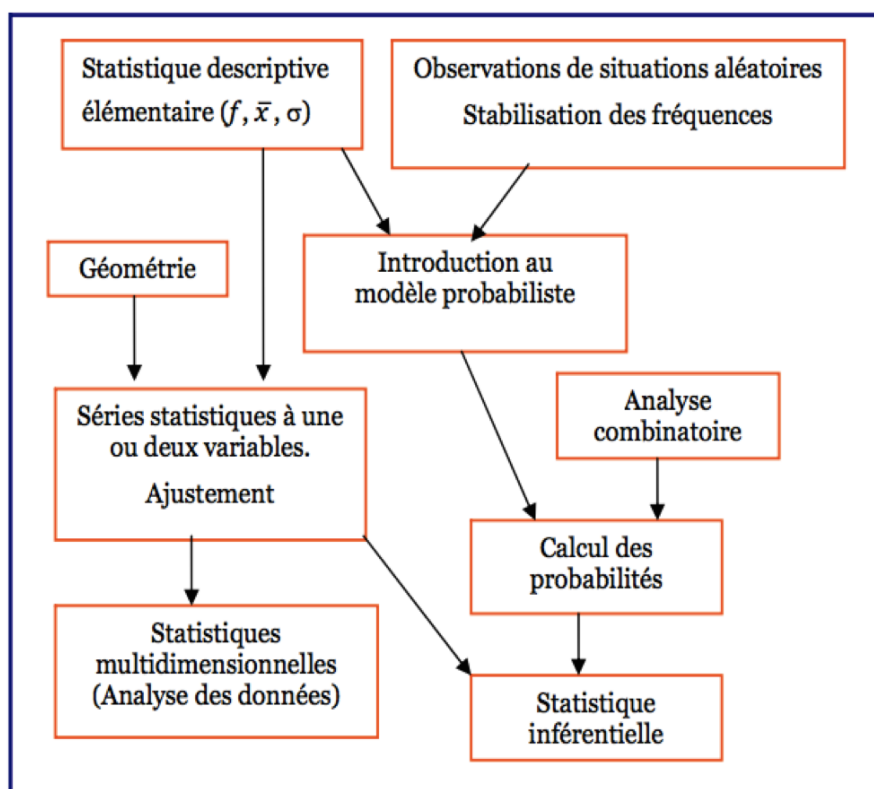 Statistique descriptive
élémentaire (f, x̄, σ)
Observations de situations aléatoires
Stabilisation des fréquences
Géométrie
Introduction au
modèle probabiliste
Séries statistiques à une
ou deux variables.
Ajustement
Analyse
combinatoire
Calcul des
probabilités
Statistiques
multidimensionnelles
(Analyse des données)
Statistique
inférentielle